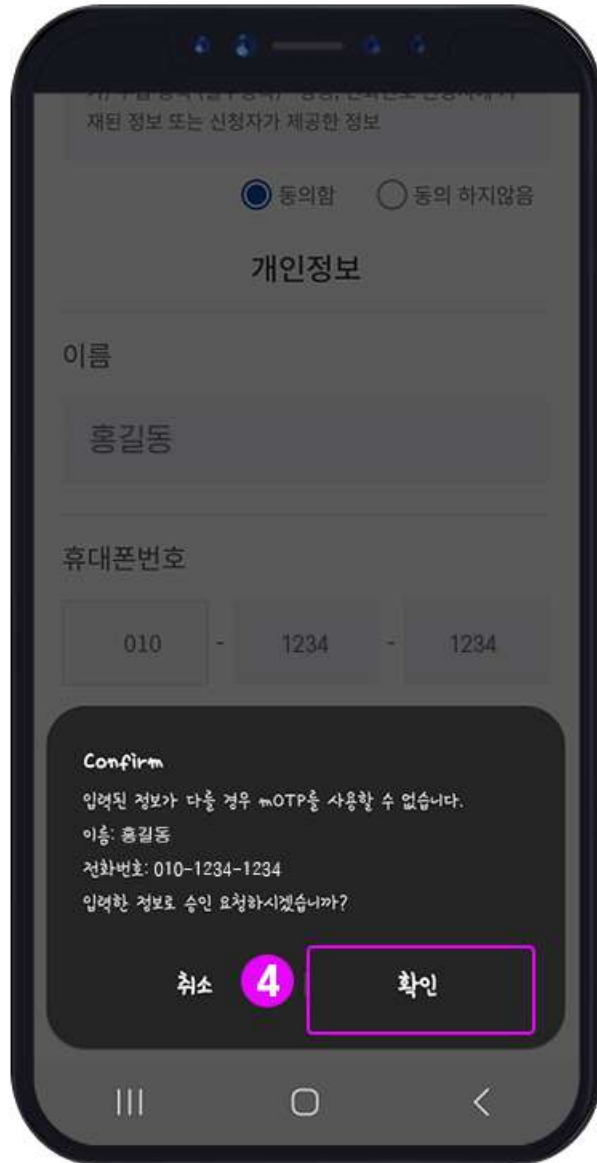 재된 정보 또는 신청자가 제공한 정보
동의함 동의 하지않음
개인정보
이름
홍길동
휴대폰번호
010 - 1234 - 1234
Confirm
입력된 정보가 다를 경우 mOTP를 사용할 수 없습니다.
이름: 홍길동
전화번호: 010-1234-1234
입력한 정보로 승인 요청하시겠습니까?
취소 4 확인